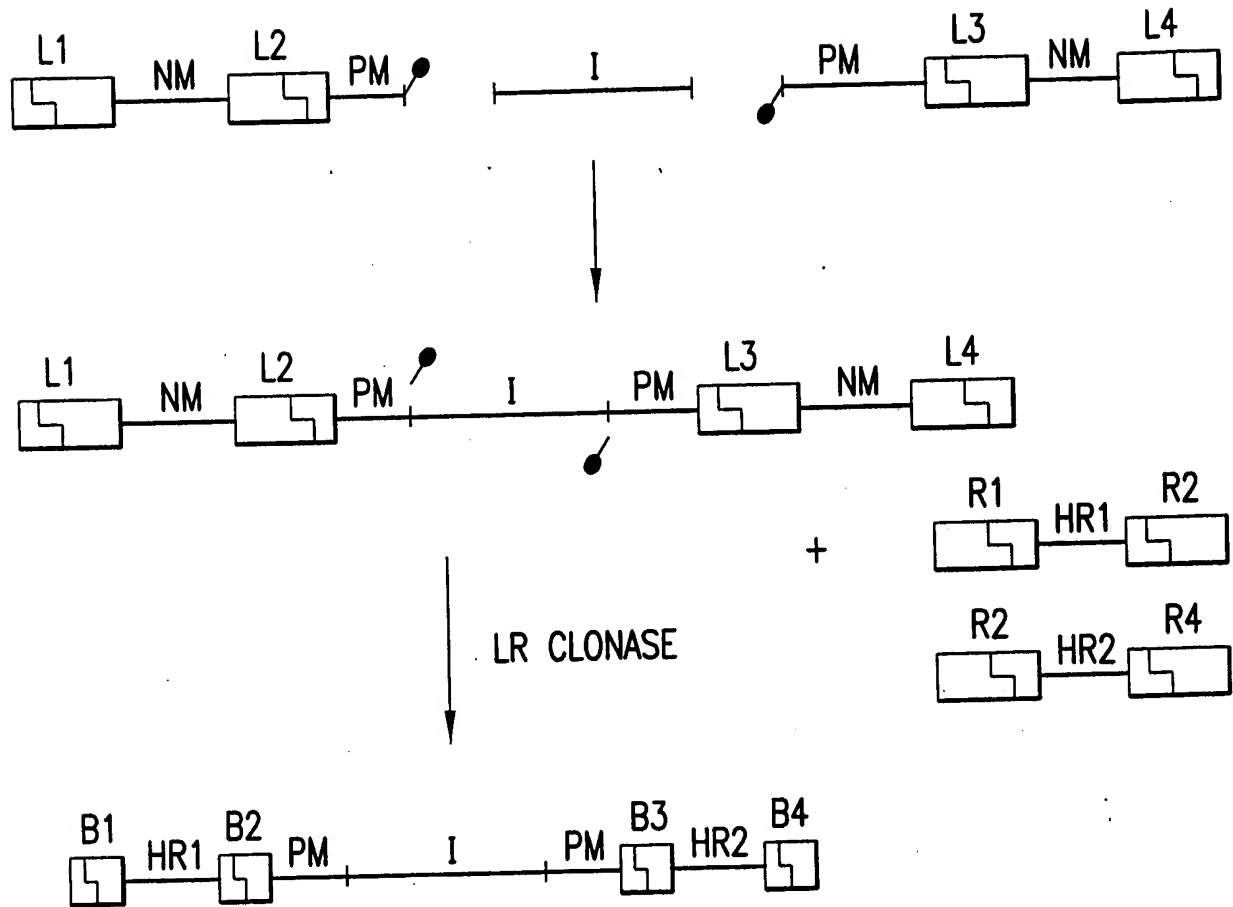 L1 NM L2 PM I PM L3 NM L4
L1 NM L2 PM I PM L3 NM L4
+
R1 HR1 R2
R2 HR2 R4
LR CLONASE
B1 HR1 B2 PM I PM B3 HR2 B4